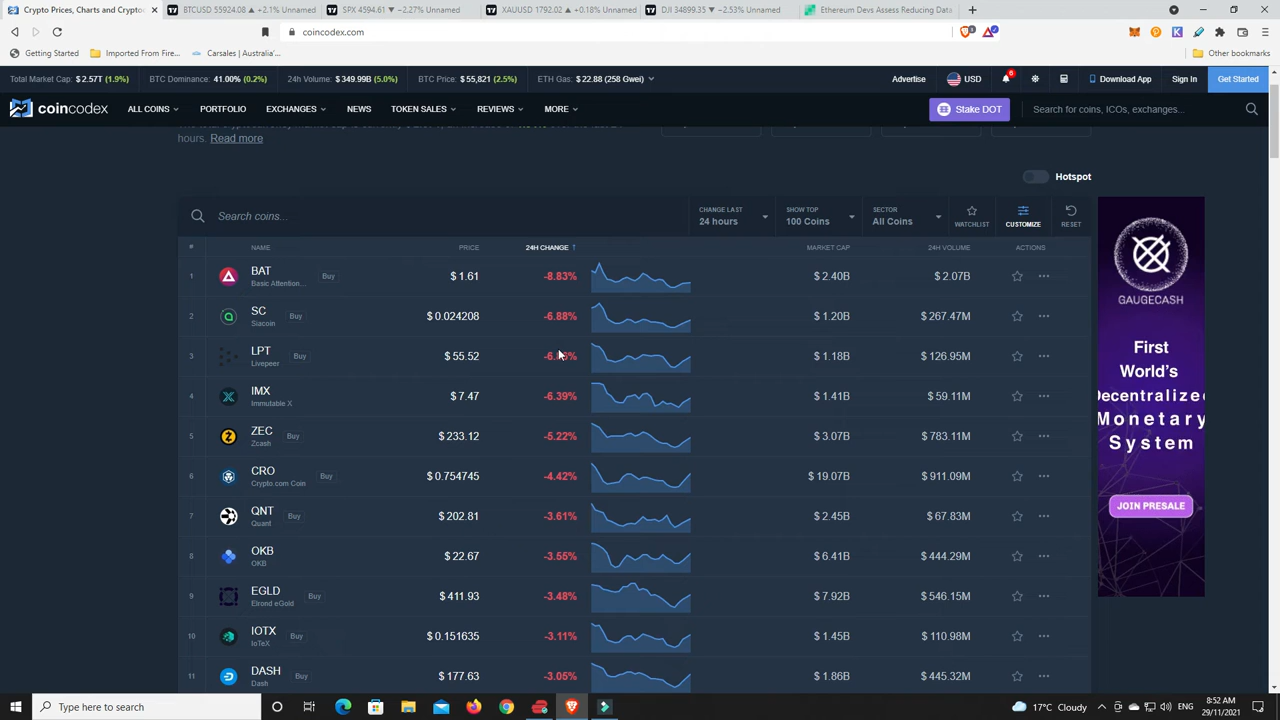 Crypto Prices, Charts and Cryptocu
BTCUSD 55924.08 ▲ +2.1% Unnamed
SPX 4594.61 ▼ −2.27% Unnamed
XAUUSD 1792.02 ▲ +0.18% Unnamed
DJI 34899.35 ▼ −2.53% Unnamed
Ethereum Devs Assess Reducing Data
coincodex.com
Getting Started
Imported From Fire...
Carsales | Australia'...
Other bookmarks
Total Market Cap: $ 2.57T (1.9%)
BTC Dominance: 41.00% (0.2%)
24h Volume: $ 349.99B (5.0%)
BTC Price: $ 55,821 (2.5%)
ETH Gas: $ 22.88 (258 Gwei)
Advertise
USD
6
Download App
Sign In
Get Started
coincodex
ALL COINS
PORTFOLIO
EXCHANGES
NEWS
TOKEN SALES
REVIEWS
MORE
Stake DOT
Search for coins, ICOs, exchanges...
hours. Read more
Hotspot
Search coins...
CHANGE LAST
24 hours
SHOW TOP
100 Coins
SECTOR
All Coins
WATCHLIST
CUSTOMIZE
RESET
# NAME PRICE 24H CHANGE ↑ MARKET CAP 24H VOLUME ACTIONS
1 BAT Buy $ 1.61 -8.83% $ 2.40B $ 2.07B
Basic Attention...
2 SC Buy $ 0.024208 -6.88% $ 1.20B $ 267.47M
Siacoin
3 LPT Buy $ 55.52 $ 1.18B $ 126.95M
Livepeer
4 IMX $ 7.47 -6.39% $ 1.41B $ 59.11M
Immutable X
5 ZEC Buy $ 233.12 -5.22% $ 3.07B $ 783.11M
Zcash
6 CRO Buy $ 0.754745 -4.42% $ 19.07B $ 911.09M
Crypto.com Coin
7 QNT Buy $ 202.81 -3.61% $ 2.45B $ 67.83M
Quant
8 OKB $ 22.67 -3.55% $ 6.41B $ 444.29M
OKB
9 EGLD Buy $ 411.93 -3.48% $ 7.92B $ 546.15M
Elrond eGold
10 IOTX Buy $ 0.151635 -3.11% $ 1.45B $ 110.98M
IoTeX
11 DASH Buy $ 177.63 -3.05% $ 1.86B $ 445.32M
Dash
GAUGECASH
First
World's
Decentralized
Monetary
System
JOIN PRESALE
Type here to search
17°C Cloudy
ENG
8:52 AM
29/11/2021